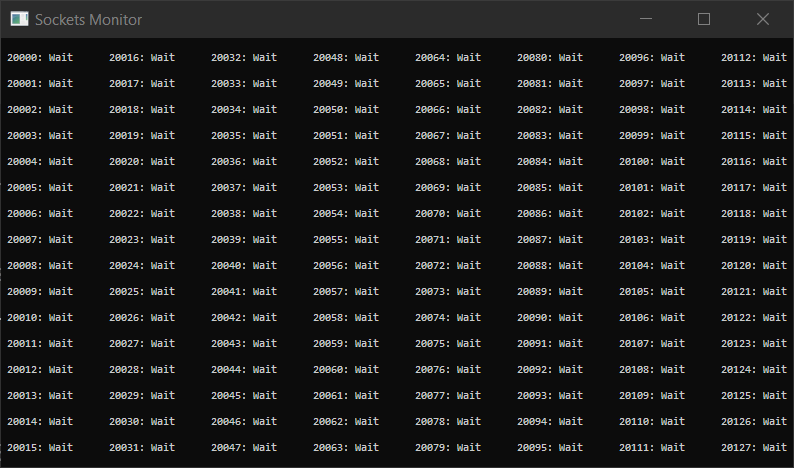 Sockets Monitor
20000: Wait 20016: Wait 20032: Wait 20048: Wait 20064: Wait 20080: Wait 20096: Wait 20112: Wait
20001: Wait 20017: Wait 20033: Wait 20049: Wait 20065: Wait 20081: Wait 20097: Wait 20113: Wait
20002: Wait 20018: Wait 20034: Wait 20050: Wait 20066: Wait 20082: Wait 20098: Wait 20114: Wait
20003: Wait 20019: Wait 20035: Wait 20051: Wait 20067: Wait 20083: Wait 20099: Wait 20115: Wait
20004: Wait 20020: Wait 20036: Wait 20052: Wait 20068: Wait 20084: Wait 20100: Wait 20116: Wait
20005: Wait 20021: Wait 20037: Wait 20053: Wait 20069: Wait 20085: Wait 20101: Wait 20117: Wait
20006: Wait 20022: Wait 20038: Wait 20054: Wait 20070: Wait 20086: Wait 20102: Wait 20118: Wait
20007: Wait 20023: Wait 20039: Wait 20055: Wait 20071: Wait 20087: Wait 20103: Wait 20119: Wait
20008: Wait 20024: Wait 20040: Wait 20056: Wait 20072: Wait 20088: Wait 20104: Wait 20120: Wait
20009: Wait 20025: Wait 20041: Wait 20057: Wait 20073: Wait 20089: Wait 20105: Wait 20121: Wait
20010: Wait 20026: Wait 20042: Wait 20058: Wait 20074: Wait 20090: Wait 20106: Wait 20122: Wait
20011: Wait 20027: Wait 20043: Wait 20059: Wait 20075: Wait 20091: Wait 20107: Wait 20123: Wait
20012: Wait 20028: Wait 20044: Wait 20060: Wait 20076: Wait 20092: Wait 20108: Wait 20124: Wait
20013: Wait 20029: Wait 20045: Wait 20061: Wait 20077: Wait 20093: Wait 20109: Wait 20125: Wait
20014: Wait 20030: Wait 20046: Wait 20062: Wait 20078: Wait 20094: Wait 20110: Wait 20126: Wait
20015: Wait 20031: Wait 20047: Wait 20063: Wait 20079: Wait 20095: Wait 20111: Wait 20127: Wait